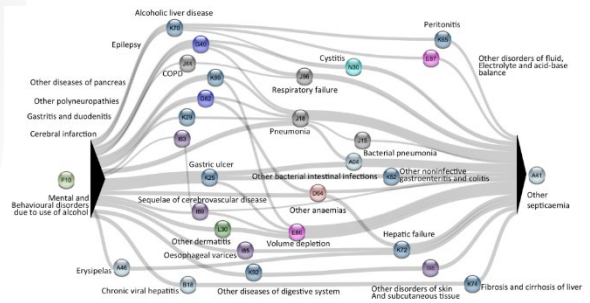 Alcoholic liver disease
Peritonitis
K70
K65
Epilepsy
G40
Cystitis
E87
Other disorders of fluid,
Electrolyte and acid-base
balance
COPD
J44
N30
Other diseases of pancreas
J96
Respiratory failure
Other polyneuropathies
G62
Gastritis and duodenitis
K29
J18
Pneumonia
Cerebral infarction
I63
J15
Bacterial pneumonia
A04
Gastric ulcer
F10
K25
Other bacterial intestinal infections
K52
Other noninfective
gastroenteritis and colitis
A41
Mental and
Behavioural disorders
due to use of alcohol
D64
Other
septicaemia
Sequelae of cerebrovascular disease
I69
Other anaemias
L30
E86
Other dermatitis
Volume depletion
Hepatic failure
Oesophageal varices
I85
K72
Erysipelas
A46
K92
Chronic viral hepatitis
B18
Other diseases of digestive system
Other disorders of skin
And subcutaneous tissue
K74
Fibrosis and cirrhosis of liver